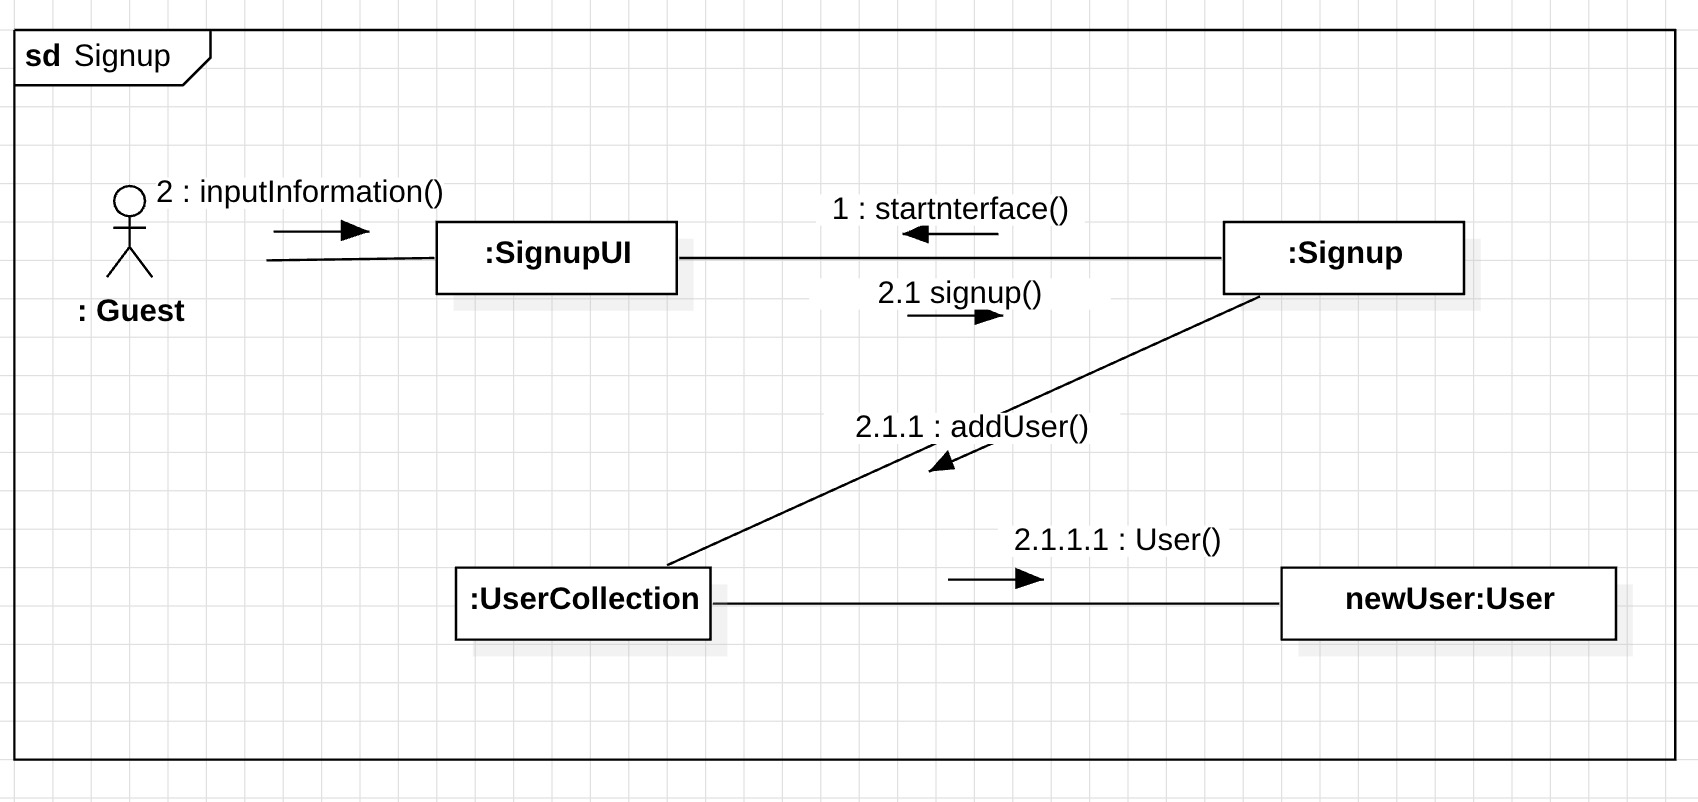 sd Signup
2 : inputInformation()
1 : startnterface()
:SignupUI
:Signup
2.1 signup()
: Guest
2.1.1 : addUser()
2.1.1.1 : User()
:UserCollection
newUser:User